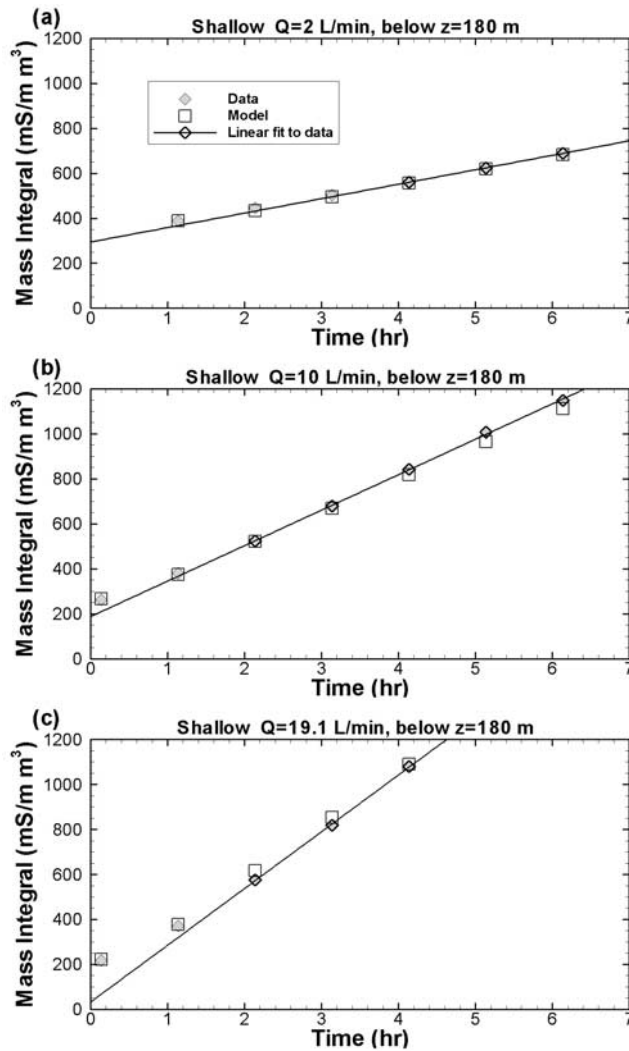 (a)
Shallow Q=2 L/min, below z=180 m
1200
1000
800
600
400
200
0
Mass Integral (mS/m m³)
Data
Model
Linear fit to data
0 1 2 3 4 5 6 7
Time (hr)
(b)
Shallow Q=10 L/min, below z=180 m
1200
1000
800
600
400
200
0
Mass Integral (mS/m m³)
0 1 2 3 4 5 6 7
Time (hr)
(c)
Shallow Q=19.1 L/min, below z=180 m
1200
1000
800
600
400
200
0
Mass Integral (mS/m m³)
0 1 2 3 4 5 6 7
Time (hr)